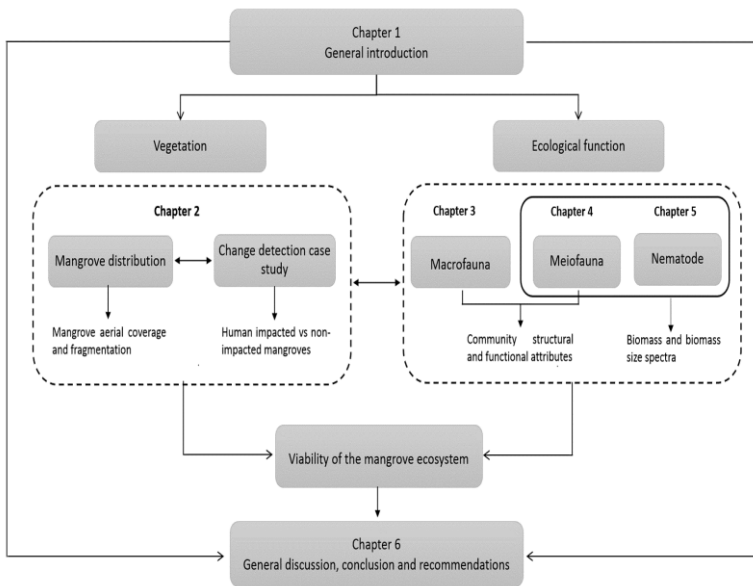 Chapter 1
General introduction
Vegetation
Ecological function
Chapter 2
Mangrove distribution
Change detection case
study
Mangrove aerial coverage
and fragmentation
Human impacted vs non-
impacted mangroves
Chapter 3
Chapter 4
Chapter 5
Macrofauna
Meiofauna
Nematode
Community structural
and functional attributes
Biomass and biomass
size spectra
Viability of the mangrove ecosystem
Chapter 6
General discussion, conclusion and recommendations